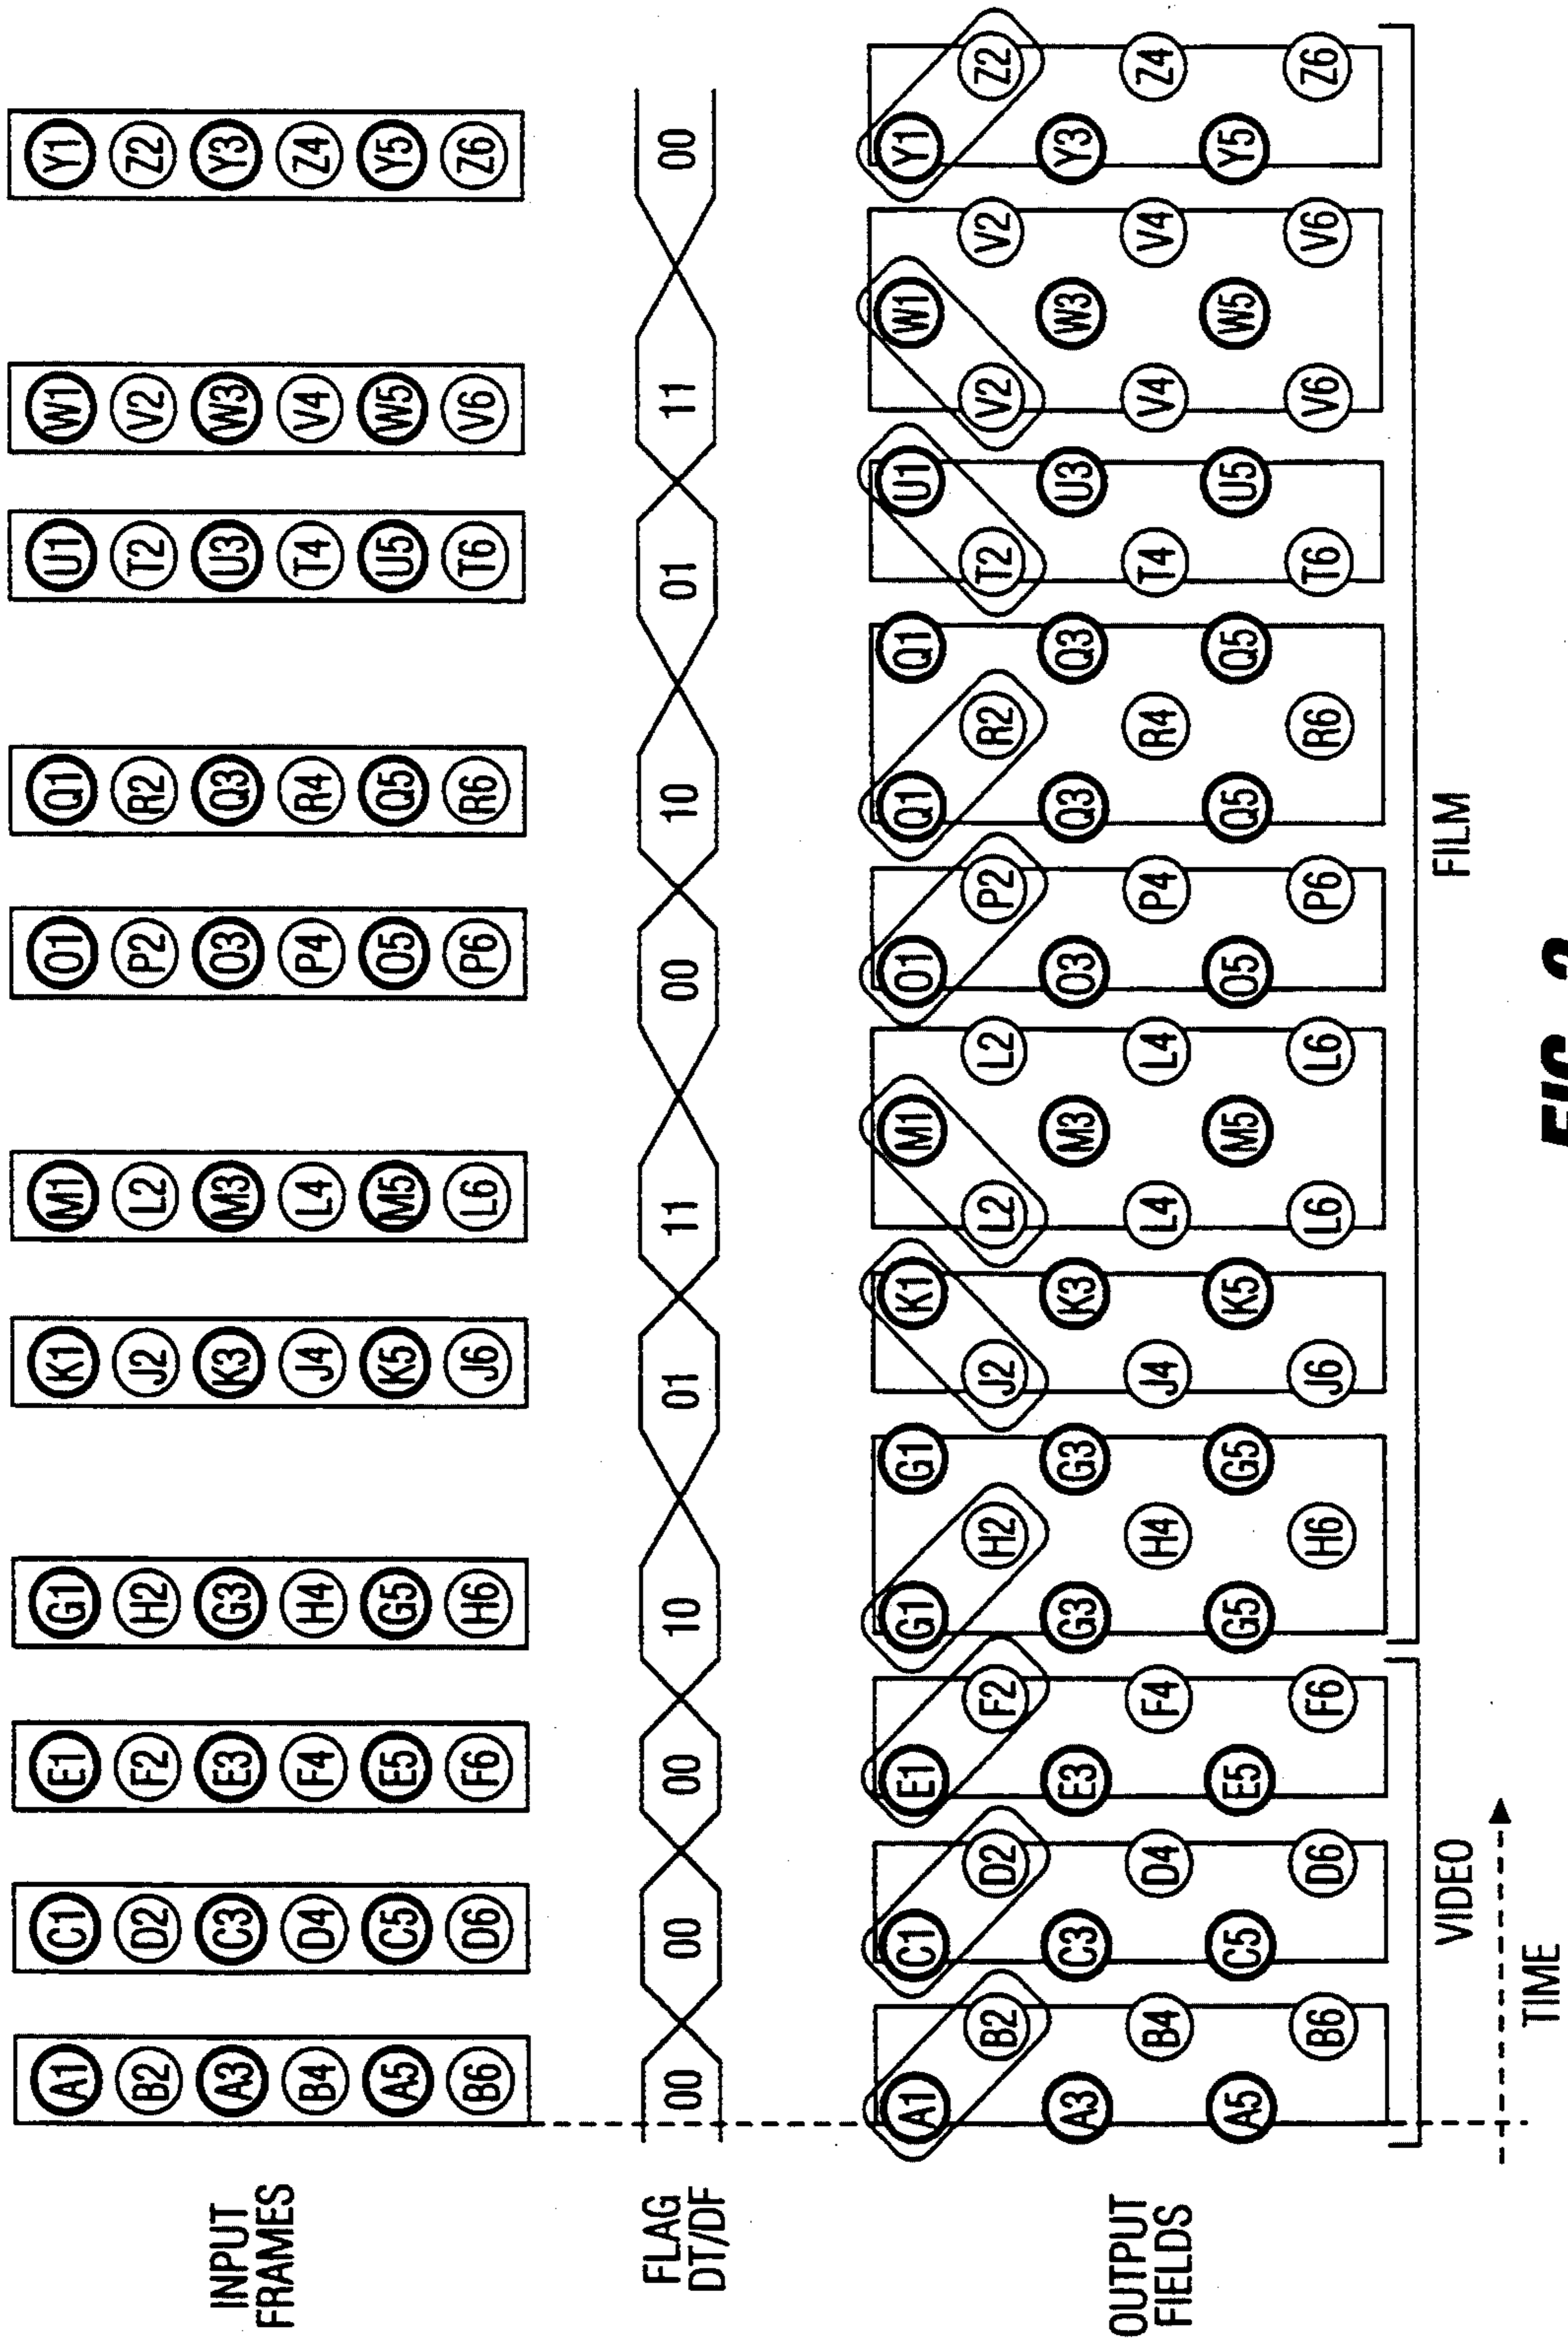 INPUT
FRAMES
A1 C1 E1 G1 K1 M1 O1 Q1 U1 W1 Y1
B2 D2 F2 H2 J2 L2 P2 R2 T2 V2 Z2
A3 C3 E3 G3 K3 M3 O3 Q3 U3 W3 Y3
B4 D4 F4 H4 J4 L4 P4 R4 T4 V4 Z4
A5 C5 E5 G5 K5 M5 O5 Q5 U5 W5 Y5
B6 D6 F6 H6 J6 L6 P6 R6 T6 V6 Z6
FLAG
DT/DF
00 00 00 10 01 11 00 10 01 11 00
OUTPUT
FIELDS
A1 C1 E1 G1 G1 K1 M1 O1 Q1 Q1 U1 W1 Y1
B2 D2 F2 H2 J2 L2 L2 P2 R2 T2 V2 V2 Z2
A3 C3 E3 G3 G3 K3 M3 O3 Q3 Q3 U3 W3 Y3
B4 D4 F4 H4 J4 L4 L4 P4 R4 T4 V4 V4 Z4
A5 C5 E5 G5 G5 K5 M5 O5 Q5 Q5 U5 W5 Y5
B6 D6 F6 H6 J6 L6 L6 P6 R6 T6 V6 V6 Z6
VIDEO FILM
TIME
FIG.